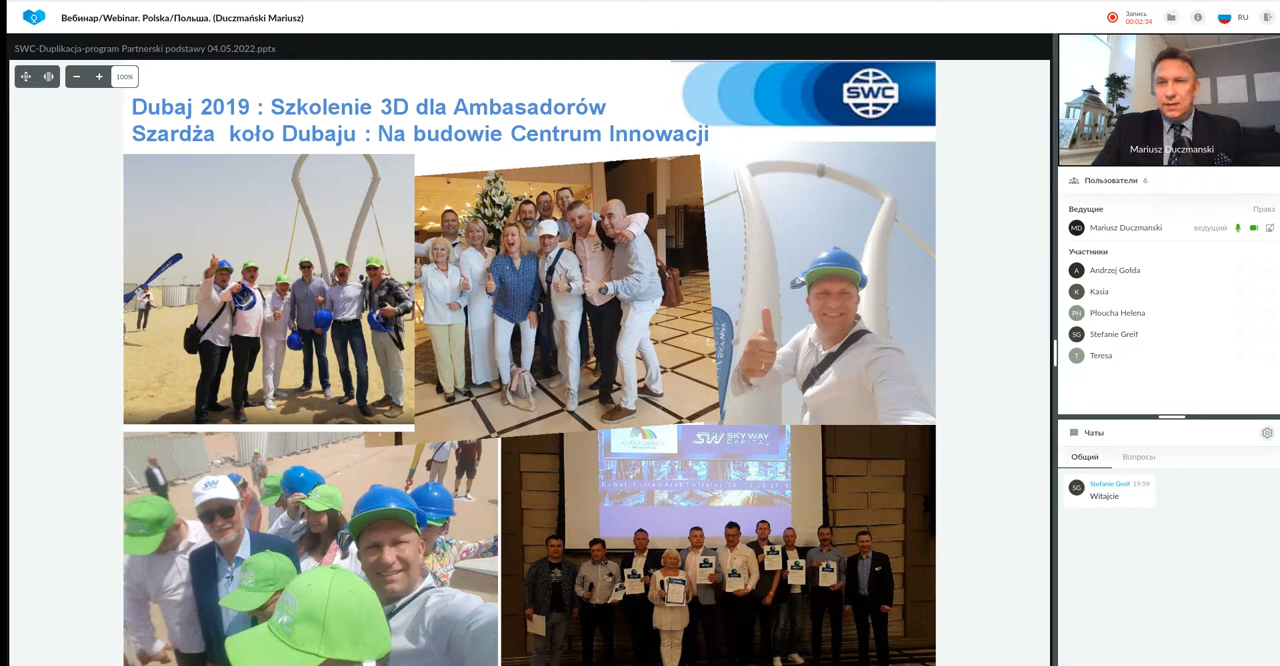 Вебинар/Webinar. Polska/Польша. (Duczmański Mariusz)
Запись
00:02:34
RU
SWC-Duplikacja-program Partnerski podstawy 04.05.2022.pptx
100%
SWC
Dubaj 2019 : Szkolenie 3D dla Ambasadorów
Szardża koło Dubaju : Na budowie Centrum Innowacji
SW SKY WAY
CAPITAL
SW
Mariusz Duczmanski
Пользователи 6
Ведущие Права
MD Mariusz Duczmanski ведущий
Участники
A Andrzej Gołda
K Kasia
PH Płoucha Helena
SG Stefanie Greif
T Teresa
Чаты
Общий Вопросы
SG Stefanie Greif 19:59
Witajcie